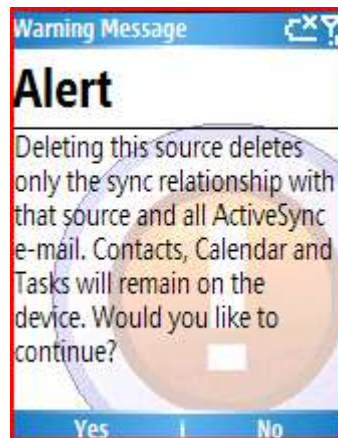 Warning Message
Alert
Deleting this source deletes
only the sync relationship with
that source and all ActiveSync
e-mail. Contacts, Calendar and
Tasks will remain on the
device. Would you like to
continue?
Yes No